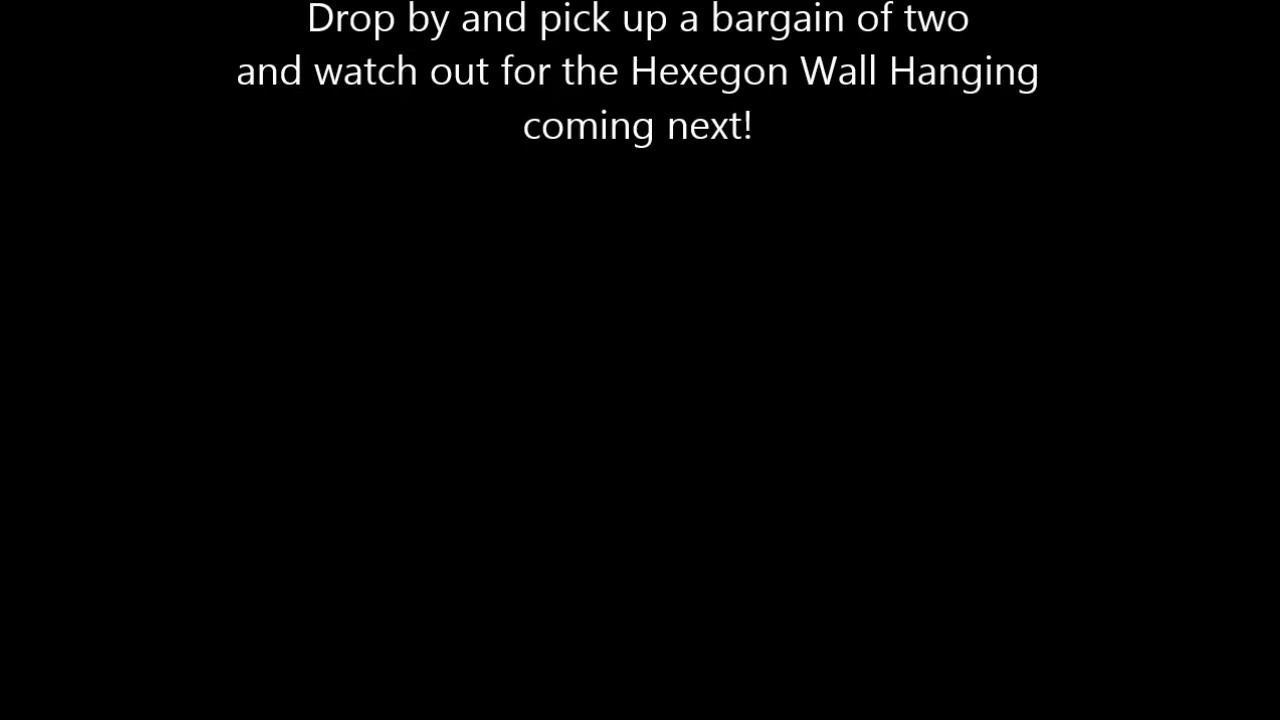 Drop by and pick up a bargain of two
and watch out for the Hexegon Wall Hanging
coming next!